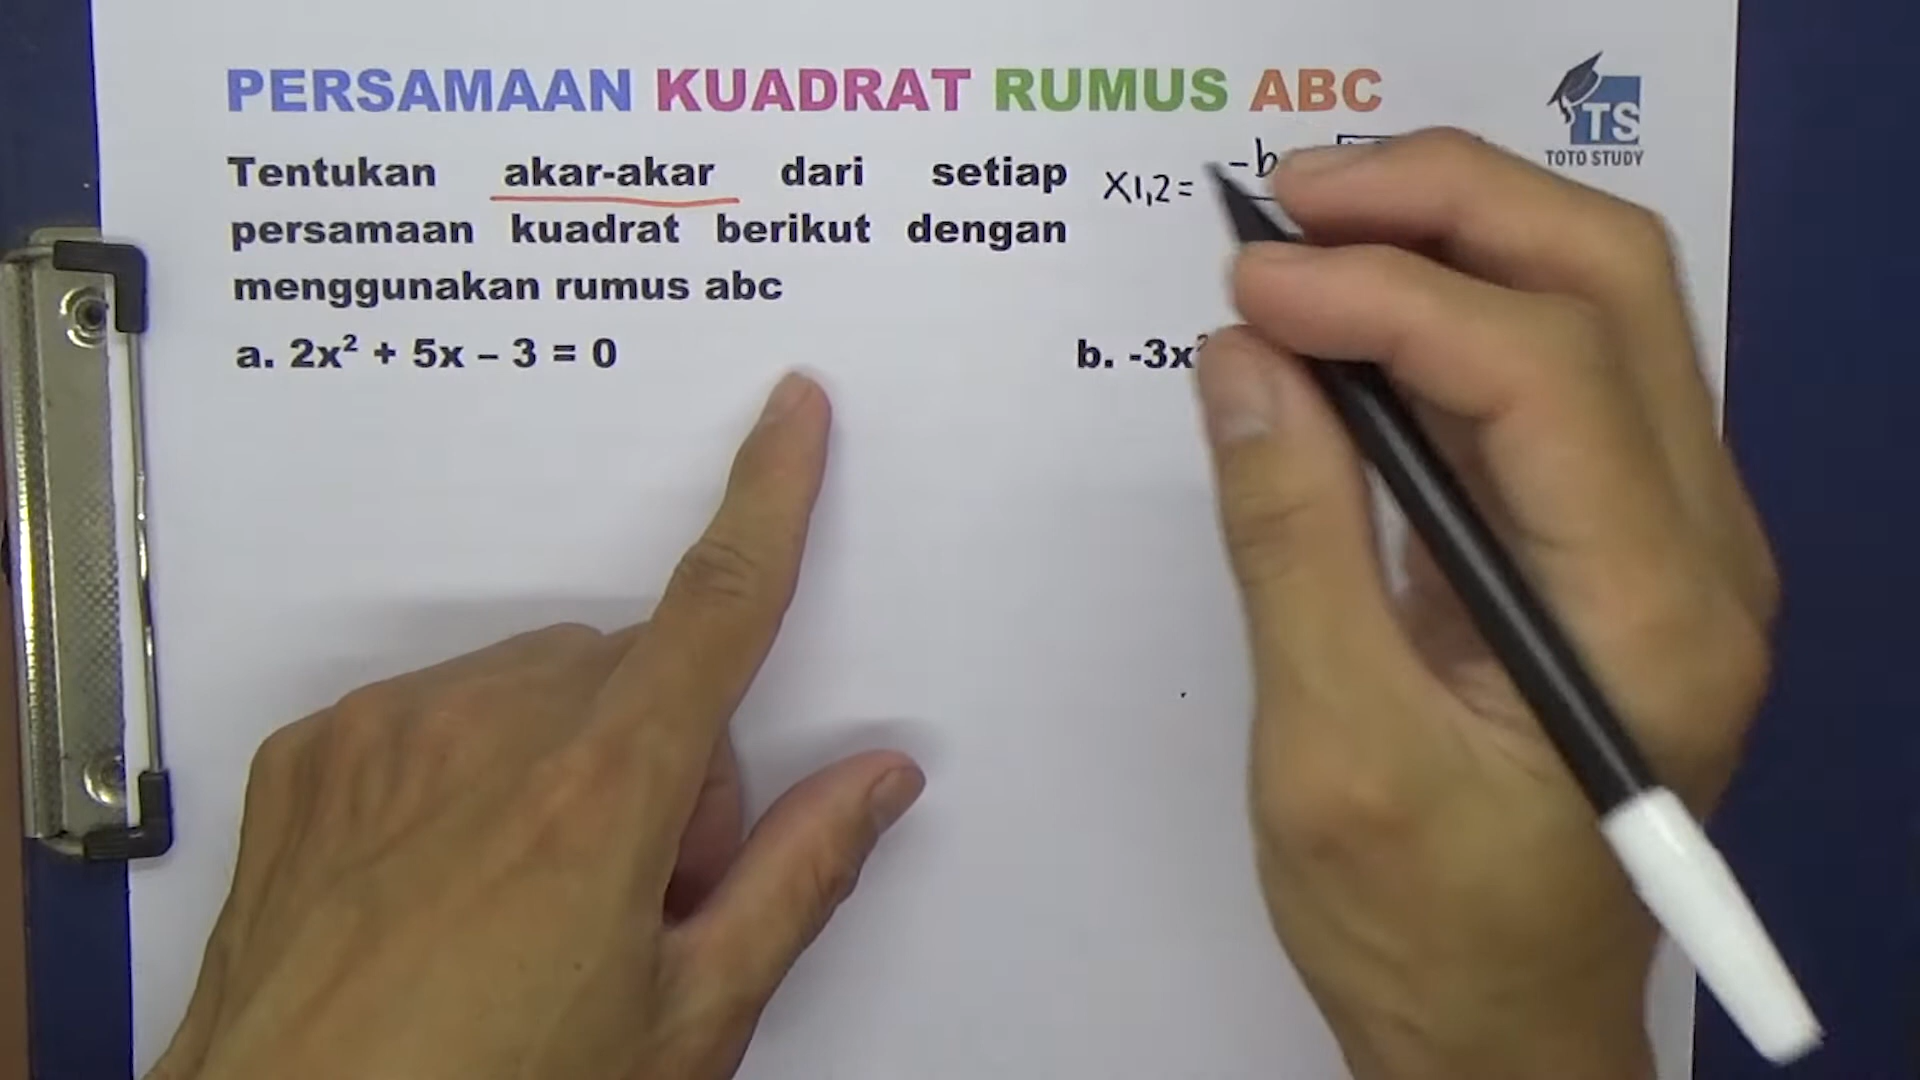 PERSAMAAN KUADRAT RUMUS ABC
TS
TOTO STUDY
Tentukan akar-akar dari setiap
persamaan kuadrat berikut dengan
menggunakan rumus abc
x1,2 = -b
a. 2x² + 5x – 3 = 0
b. -3x²